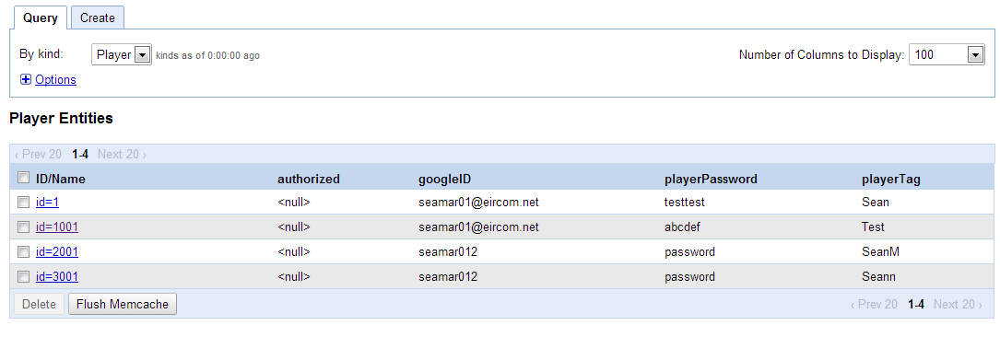 Query Create
By kind: Player kinds as of 0:00:00 ago Number of Columns to Display: 100
Options
Player Entities
‹ Prev 20 1-4 Next 20 ›
ID/Name authorized googleID playerPassword playerTag
id=1 <null> seamar01@eircom.net testtest Sean
id=1001 <null> seamar01@eircom.net abcdef Test
id=2001 <null> seamar012 password SeanM
id=3001 <null> seamar012 password Seann
Delete Flush Memcache ‹ Prev 20 1-4 Next 20 ›